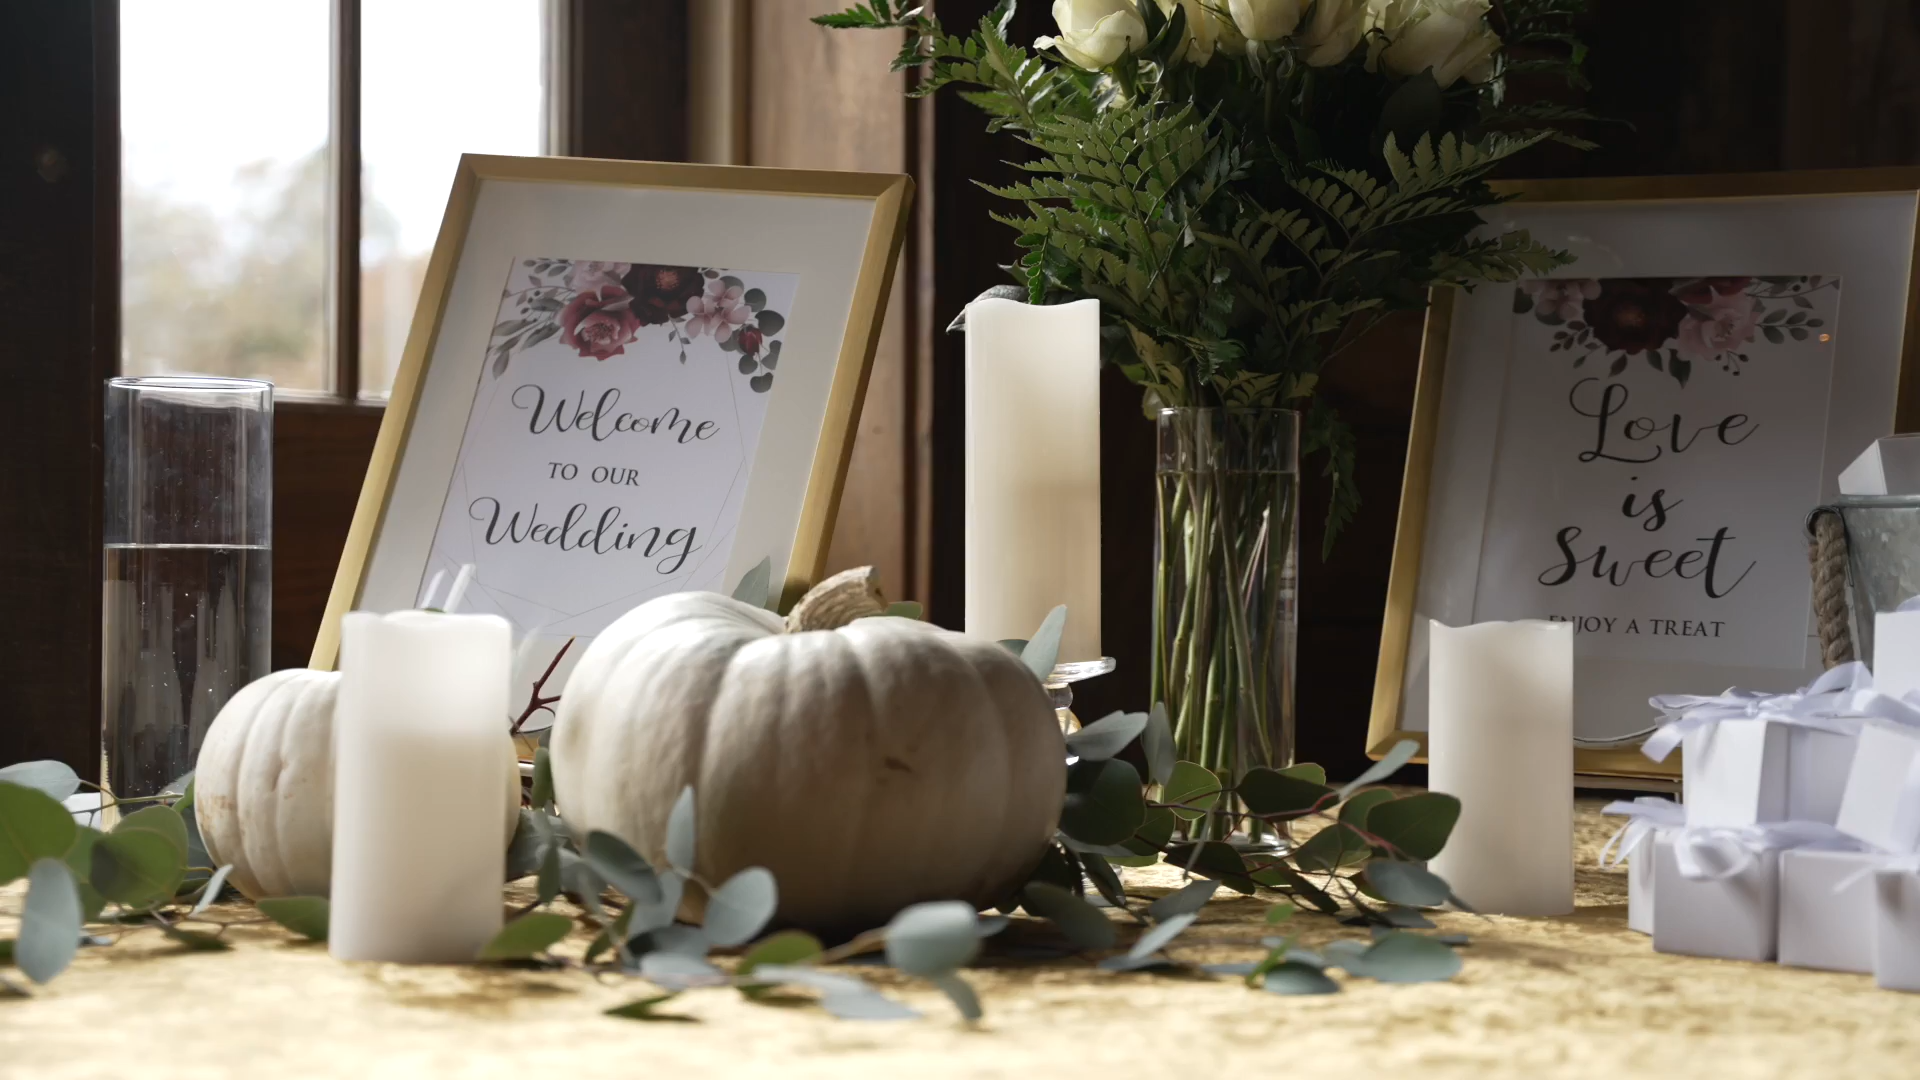 Welcome
TO OUR
Wedding
Love
is
Sweet
ENJOY A TREAT